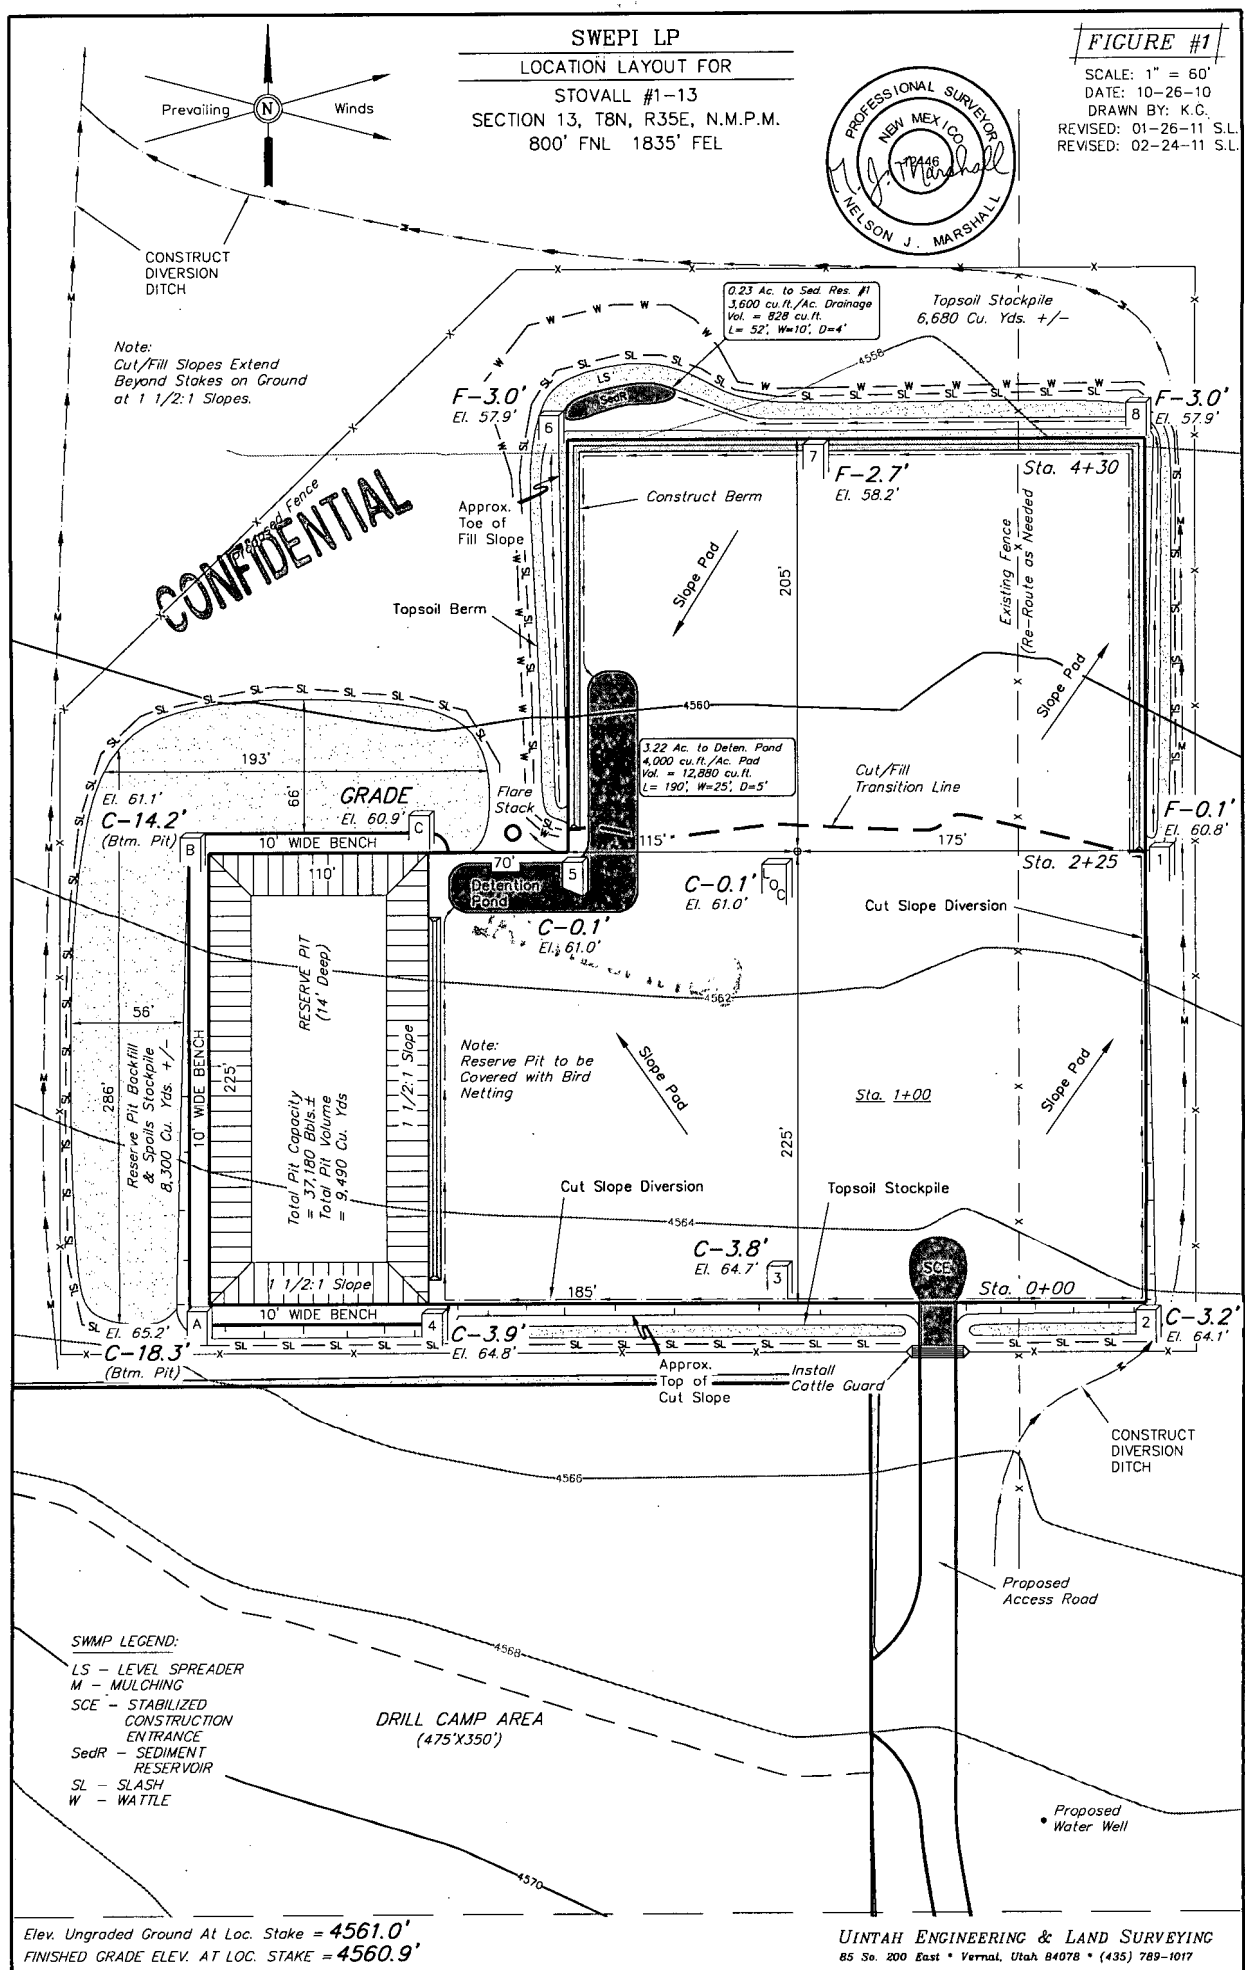 SWEPI LP
LOCATION LAYOUT FOR
STOVALL #1-13
SECTION 13, T8N, R35E, N.M.P.M.
800' FNL 1835' FEL
FIGURE #1
SCALE: 1" = 60'
DATE: 10-26-10
DRAWN BY: K.G.
REVISED: 01-26-11 S.L.
REVISED: 02-24-11 S.L.
Prevailing
N
Winds
PROFESSIONAL SURVEYOR
NEW MEXICO
N. J. Marshall
NELSON J. MARSHALL
CONSTRUCT
DIVERSION
DITCH
Note:
Cut/Fill Slopes Extend
Beyond Stakes on Ground
at 1 1/2:1 Slopes.
0.23 Ac. to Sed. Res. #1
3,600 cu.ft./Ac. Drainage
Vol. = 828 cu.ft.
L= 52', W=10', D=4'
Topsoil Stockpile
6,680 Cu. Yds. +/-
4558
LS
SedR
F-3.0'
El. 57.9'
6
7
F-2.7'
El. 58.2'
8
F-3.0'
El. 57.9'
Sta. 4+30
Proposed Fence
CONFIDENTIAL
Approx.
Toe of
Fill Slope
Construct Berm
Slope Pad
205'
Existing Fence
(Re-Route as Needed
Topsoil Berm
Slope Pad
4560
3.22 Ac. to Deten. Pond
4,000 cu.ft./Ac. Pad
Vol. = 12,880 cu.ft.
L= 190', W=25', D=5'
Cut/Fill
Transition Line
193'
66'
El. 61.1'
C-14.2'
(Btm. Pit)
GRADE
El. 60.9'
Flare
Stack
B
C
10' WIDE BENCH
110'
70'
5
Detention
Pond
115'
175'
F-0.1'
El. 60.8'
1
Sta. 2+25
C-0.1'
El. 61.0'
LOC
C-0.1'
El. 61.0'
Cut Slope Diversion
4562
56'
286'
Reserve Pit Backfill
& Spoils Stockpile
8,300 Cu. Yds. +/-
10' WIDE BENCH
225'
RESERVE PIT
(14' Deep)
Total Pit Capacity
= 37,180 Bbls.±
Total Pit Volume
= 9,490 Cu. Yds
1 1/2:1 Slope
Note:
Reserve Pit to be
Covered with Bird
Netting
Slope Pad
225'
Sta. 1+00
Slope Pad
Cut Slope Diversion
Topsoil Stockpile
4564
C-3.8'
El. 64.7'
3
SCE
1 1/2:1 Slope
185'
Sta. 0+00
10' WIDE BENCH
A
El. 65.2'
C-18.3'
(Btm. Pit)
4
C-3.9'
El. 64.8'
2
C-3.2'
El. 64.1'
Approx.
Top of
Cut Slope
Install
Cattle Guard
CONSTRUCT
DIVERSION
DITCH
4566
Proposed
Access Road
4568
SWMP LEGEND:
LS - LEVEL SPREADER
M - MULCHING
SCE - STABILIZED
CONSTRUCTION
ENTRANCE
SedR - SEDIMENT
RESERVOIR
SL - SLASH
W - WATTLE
DRILL CAMP AREA
(475'X350')
Proposed
Water Well
4570
Elev. Ungraded Ground At Loc. Stake = 4561.0'
FINISHED GRADE ELEV. AT LOC. STAKE = 4560.9'
UINTAH ENGINEERING & LAND SURVEYING
85 So. 200 East * Vernal, Utah 84078 * (435) 789-1017